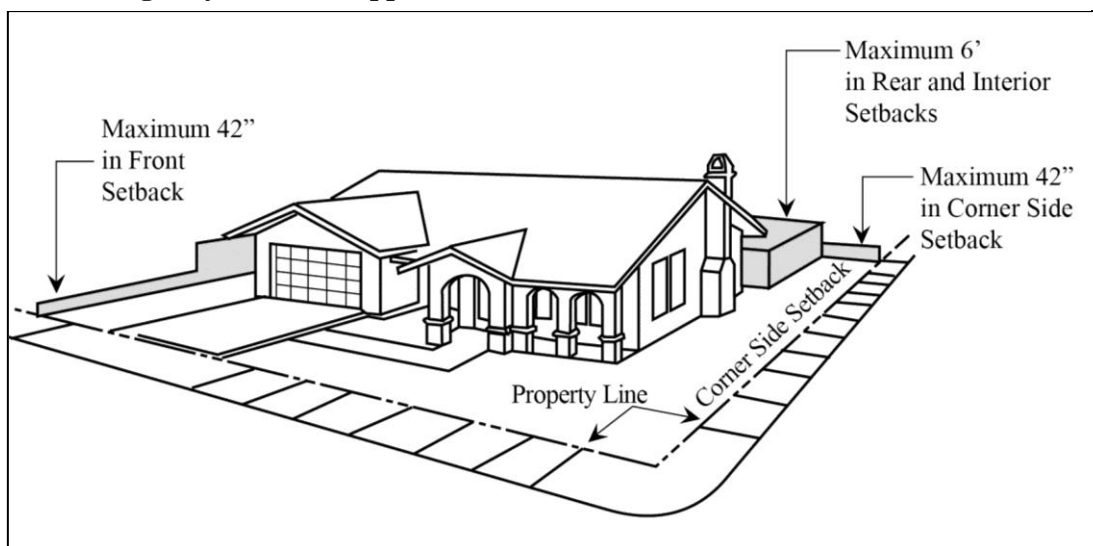 Maximum 6’
in Rear and Interior
Setbacks
Maximum 42”
in Front
Setback
Maximum 42”
in Corner Side
Setback
Corner Side Setback
Property Line